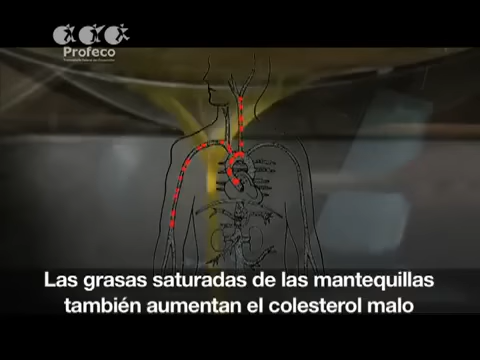 Profeco
Las grasas saturadas de las mantequillas
también aumentan el colesterol malo